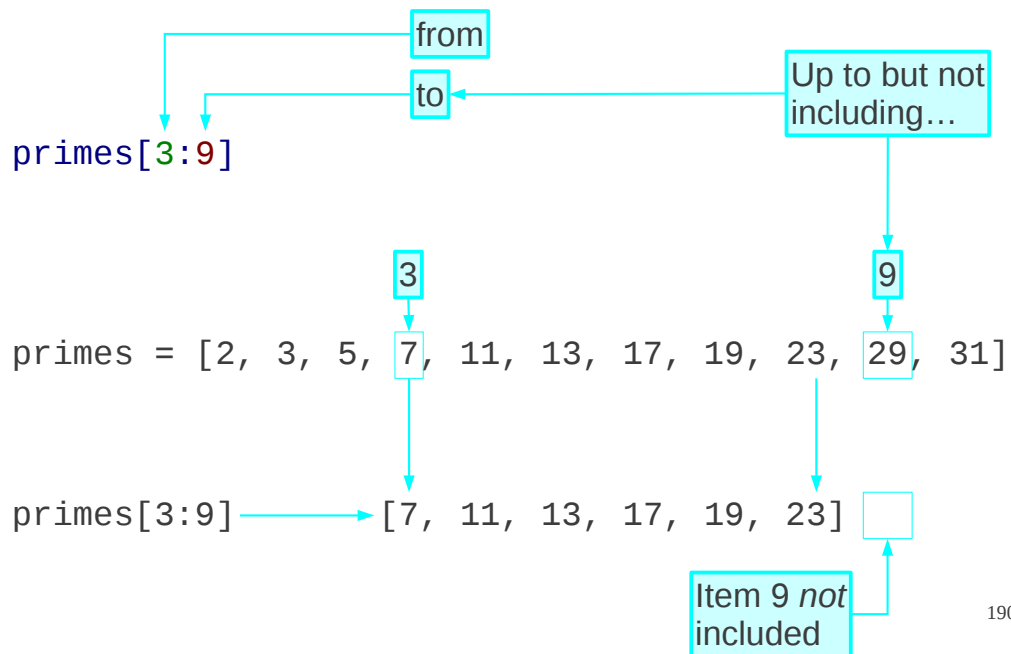 from
to
Up to but not
including…
primes[3:9]
3
9
primes = [2, 3, 5, 7, 11, 13, 17, 19, 23, 29, 31]
primes[3:9]
[7, 11, 13, 17, 19, 23]
Item 9 not
included
190